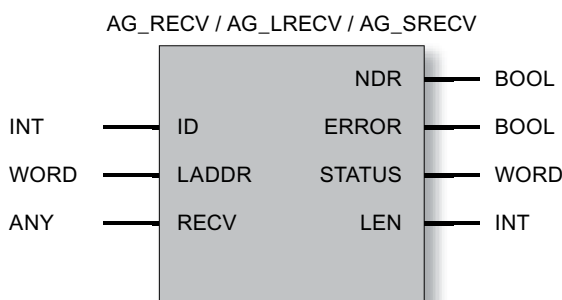 AG_RECV / AG_LRECV / AG_SRECV
NDR BOOL
INT ID ERROR BOOL
WORD LADDR STATUS WORD
ANY RECV LEN INT